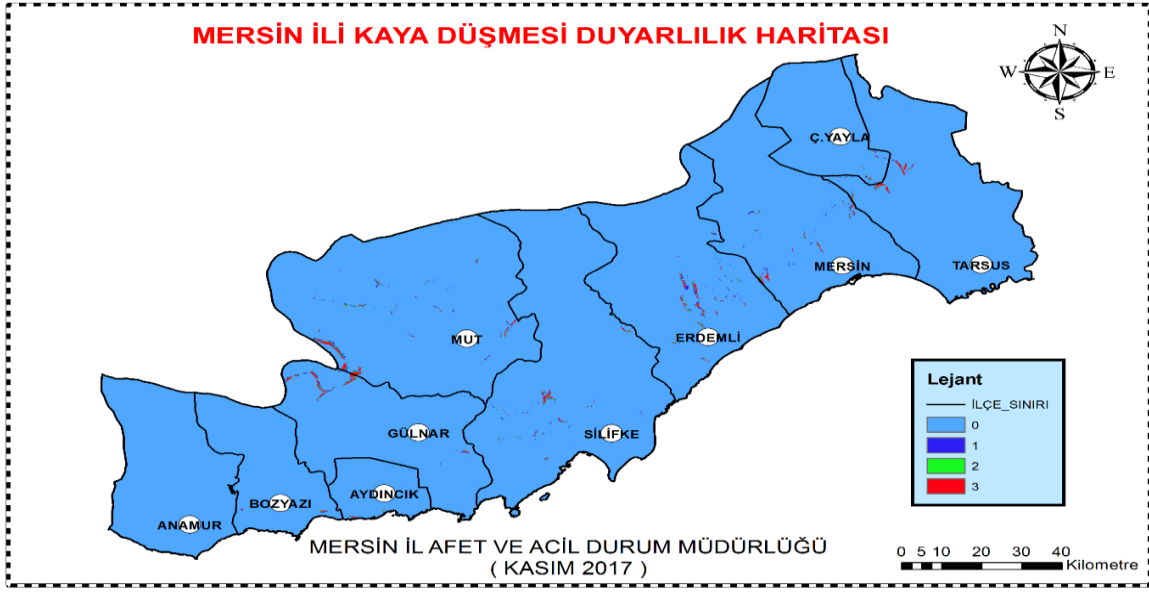 MERSİN İLİ KAYA DÜŞMESİ DUYARLILIK HARİTASI
N
W E
S
Ç.YAYLA
MERSİN
TARSUS
MUT
ERDEMLİ
GÜLNAR
SİLİFKE
AYDINCIK
BOZYAZI
ANAMUR
Lejant
İLÇE_SINIRI
0
1
2
3
MERSİN İL AFET VE ACİL DURUM MÜDÜRLÜĞÜ
( KASIM 2017 )
0 5 10 20 30 40
Kilometre